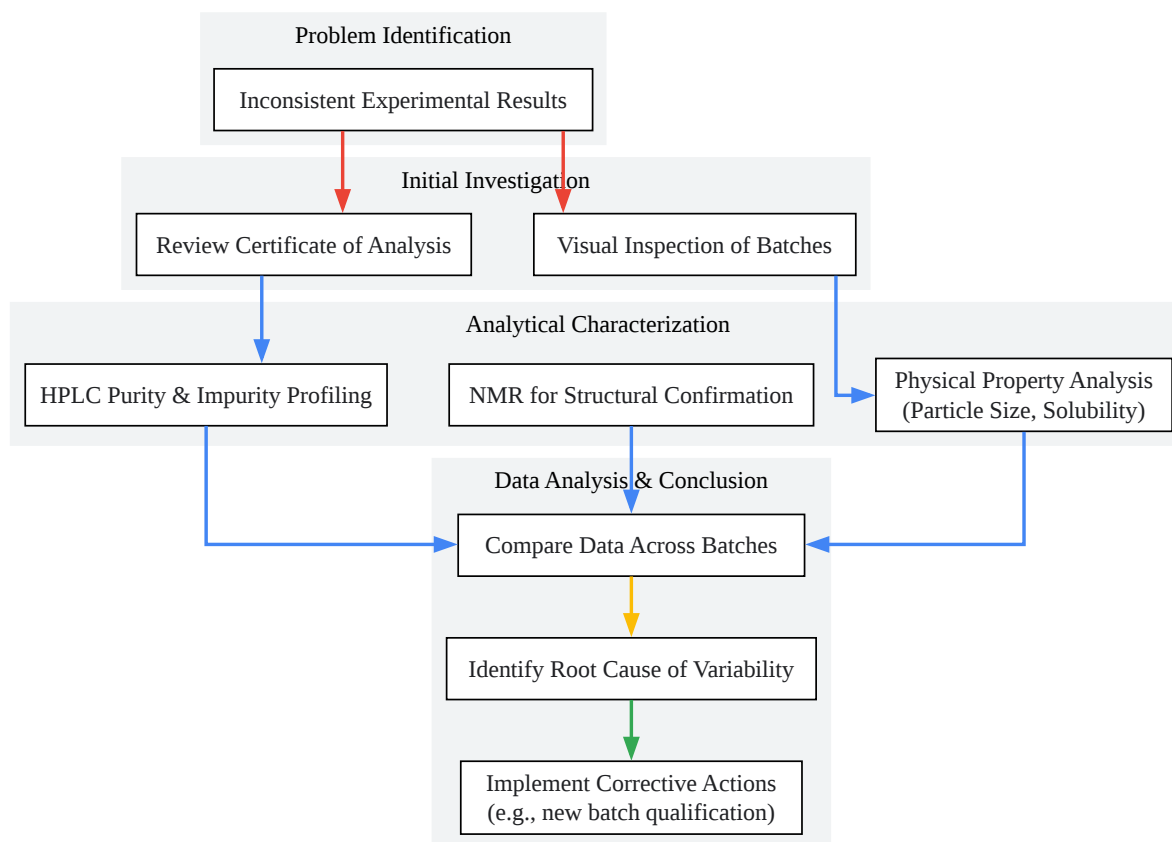 Problem Identification
Inconsistent Experimental Results
Initial Investigation
Review Certificate of Analysis
Visual Inspection of Batches
Analytical Characterization
HPLC Purity & Impurity Profiling
NMR for Structural Confirmation
Physical Property Analysis
(Particle Size, Solubility)
Data Analysis & Conclusion
Compare Data Across Batches
Identify Root Cause of Variability
Implement Corrective Actions
(e.g., new batch qualification)